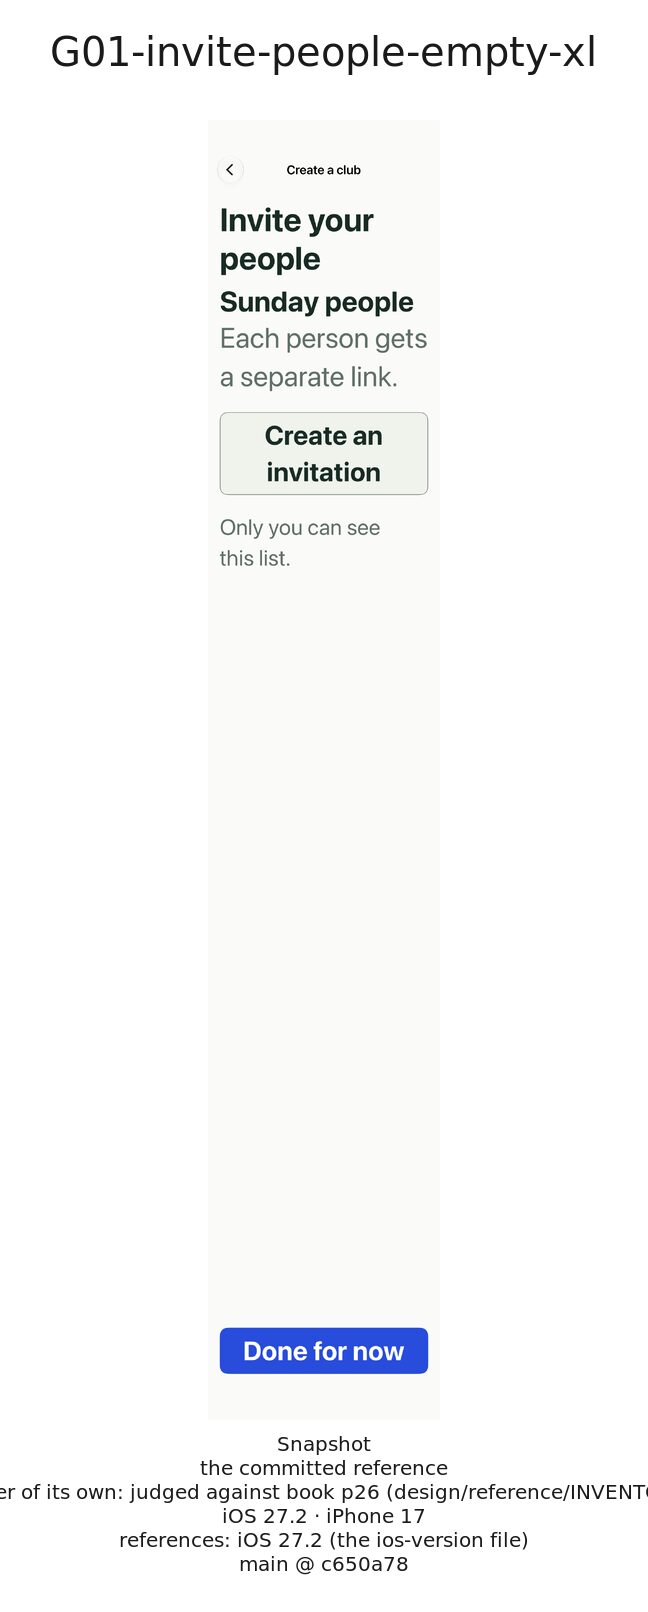 G01-invite-people-empty-xl
Create a club
Invite your
people
Sunday people
Each person gets
a separate link.
Create an
invitation
Only you can see
this list.
Done for now
Snapshot
the committed reference
of its own: judged against book p26 (design/reference/
iOS 27.2 · iPhone 17
references: iOS 27.2 (the ios-version file)
main @ c650a78